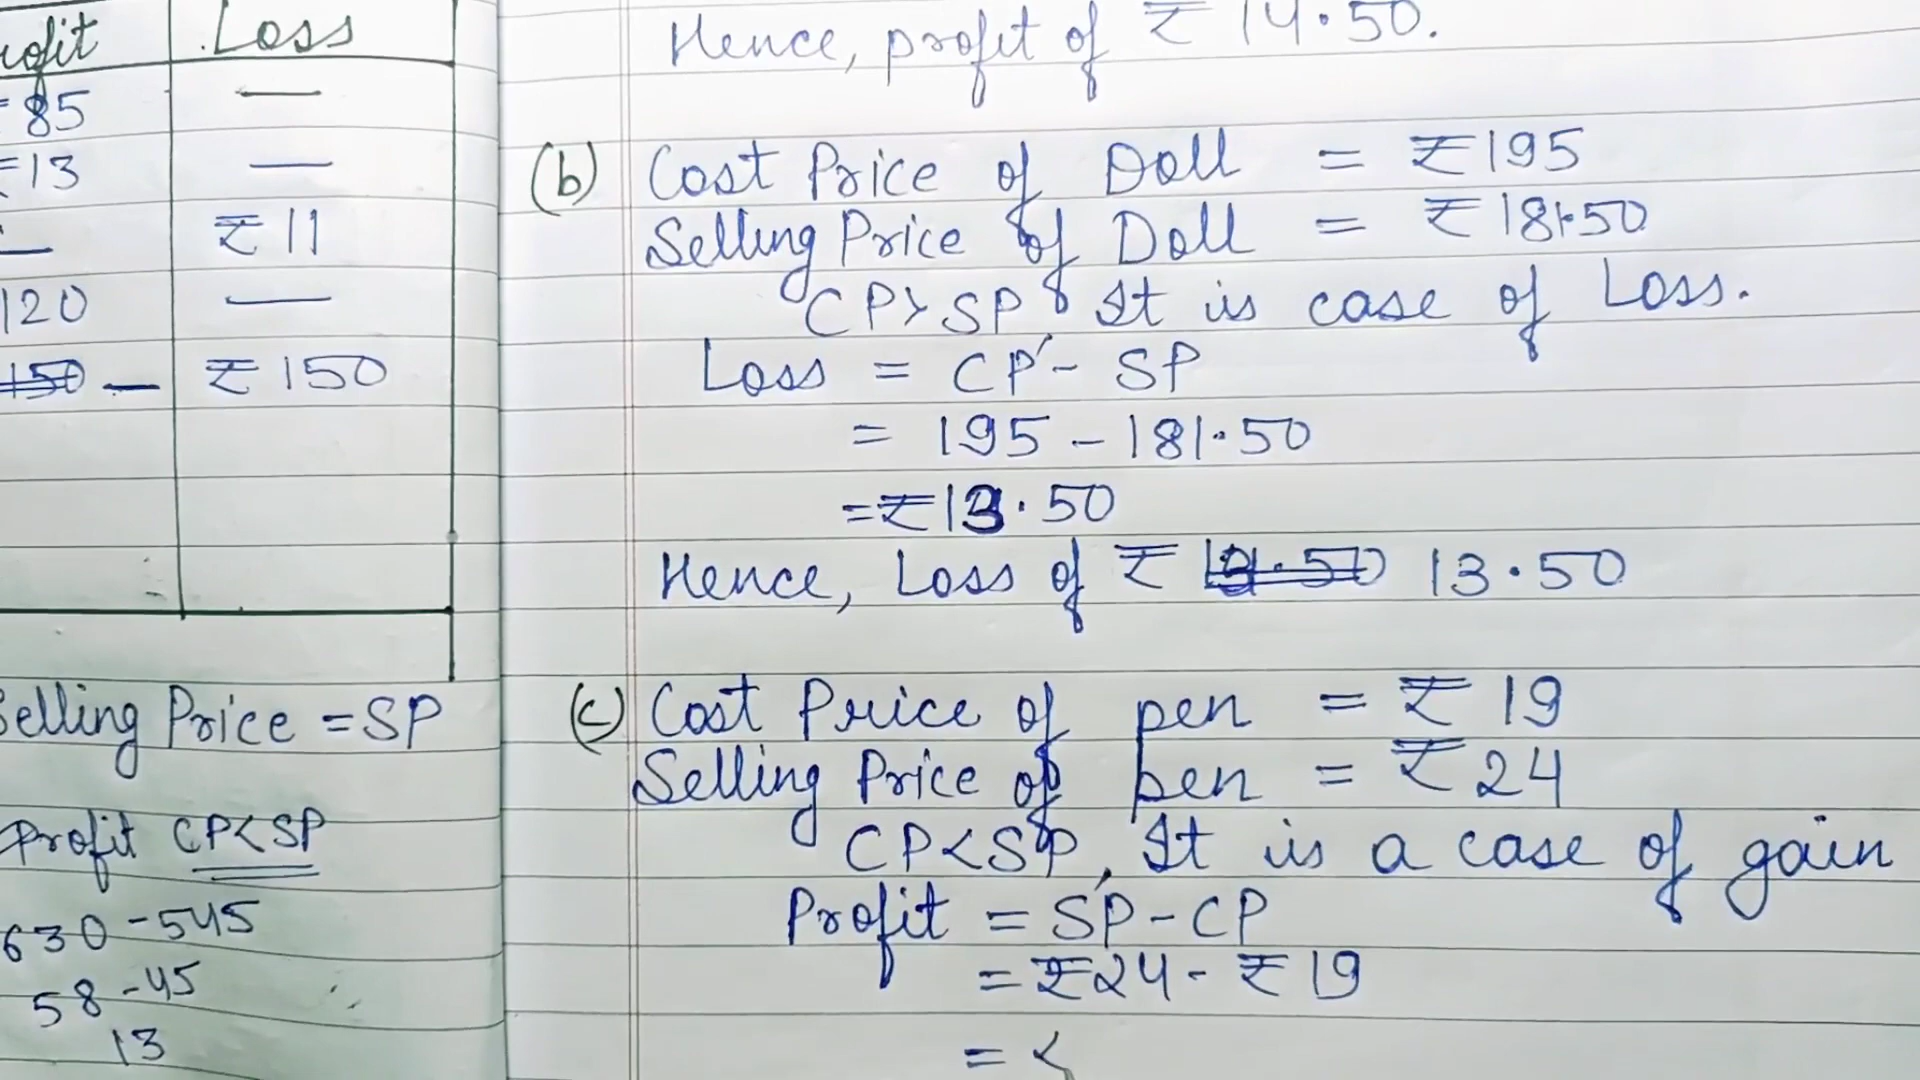 Loss
85
13
₹ 11
120
150 — ₹ 150
Selling Price = SP
Profit CP<SP
630 - 545
58 - 45
13
Hence, profit of ₹ 14.50.
(b) Cost Price of Doll = ₹195
Selling Price of Doll = ₹181.50
CP>SP, It is case of Loss.
Loss = CP - SP
= 195 - 181.50
= ₹13.50
Hence, Loss of ₹ 13.50
(c) Cost Price of pen = ₹ 19
Selling Price of pen = ₹ 24
CP<SP, It is a case of gain
Profit = SP - CP
= ₹24 - ₹19
=